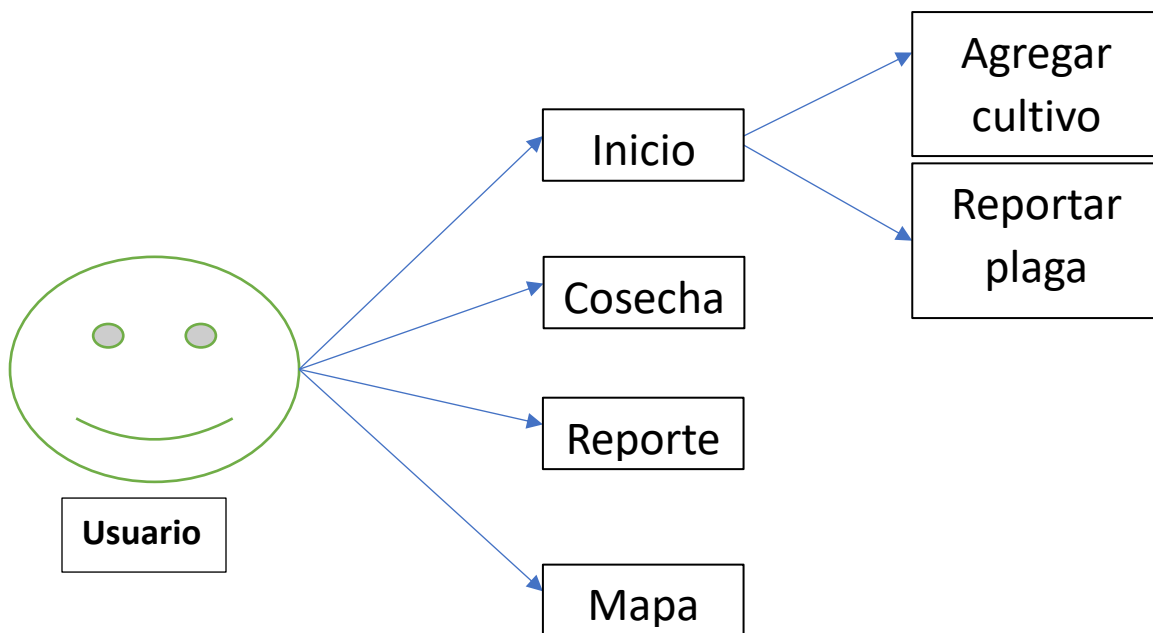 Agregar
cultivo
Inicio
Reportar
plaga
Cosecha
Reporte
Usuario
Mapa